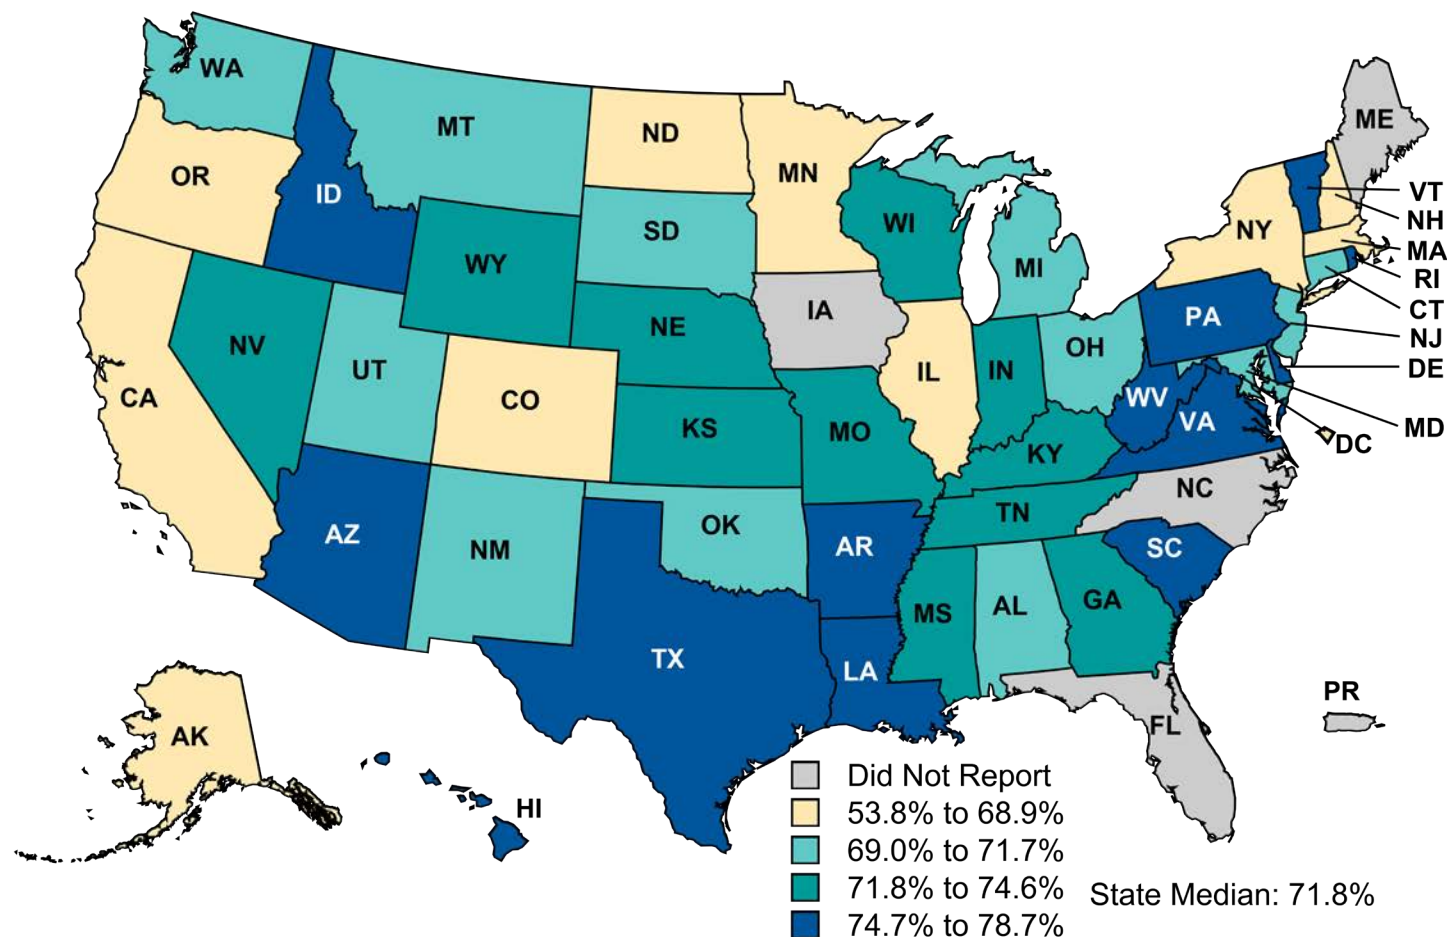 WA
MT
ND
MN
OR
ID
SD
WY
WI
MI
NY
ME
VT
NH
MA
RI
CT
NJ
DE
MD
DC
PA
NV
UT
CO
NE
IA
IL
IN
OH
WV
VA
CA
KS
MO
KY
NC
AZ
NM
OK
AR
TN
SC
MS
AL
GA
TX
LA
FL
PR
AK
HI
Did Not Report
53.8% to 68.9%
69.0% to 71.7%
71.8% to 74.6%
74.7% to 78.7%
State Median: 71.8%